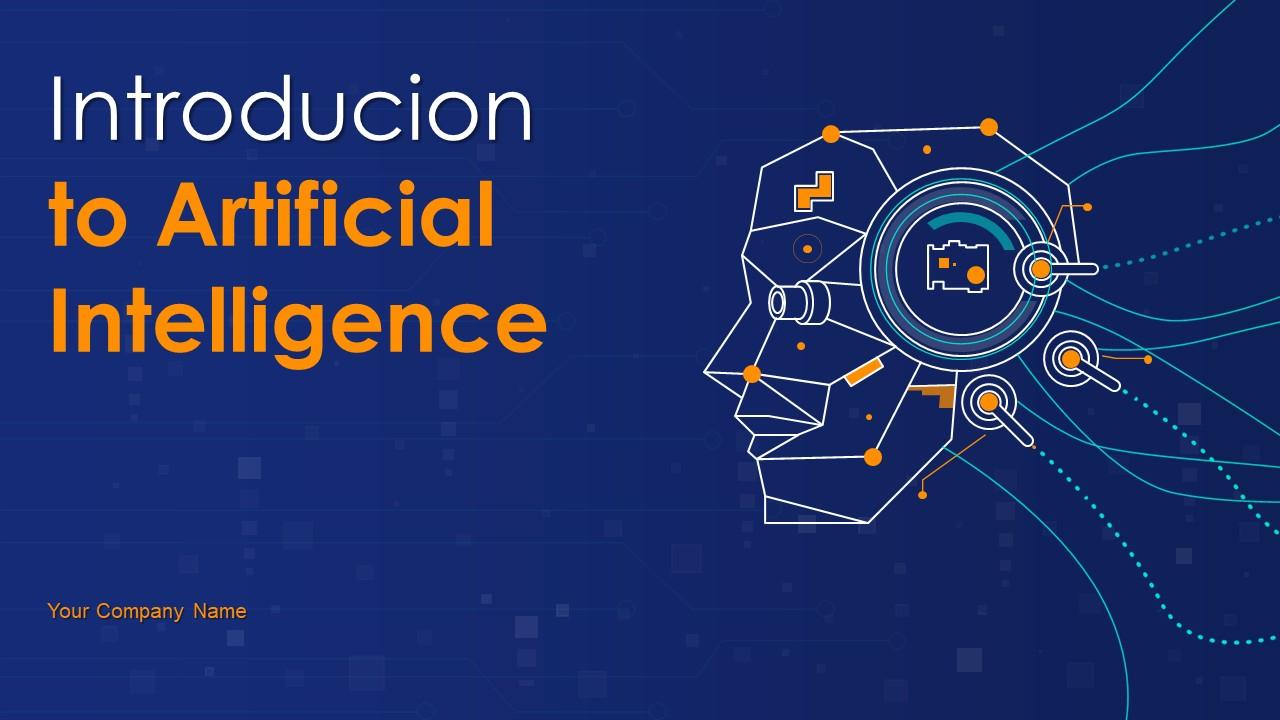 Introducion
to Artificial
Intelligence
Your Company Name